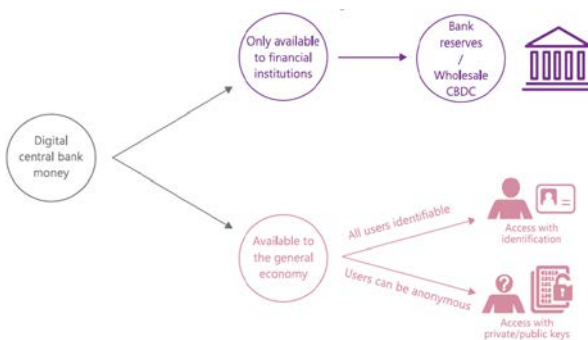 Only available
to financial
institutions
Bank
reserves
/
Wholesale
CBDC
Digital
central bank
money
Available to
the general
economy
All users identifiable
Access with
identification
Users can be anonymous
Access with
private/public keys